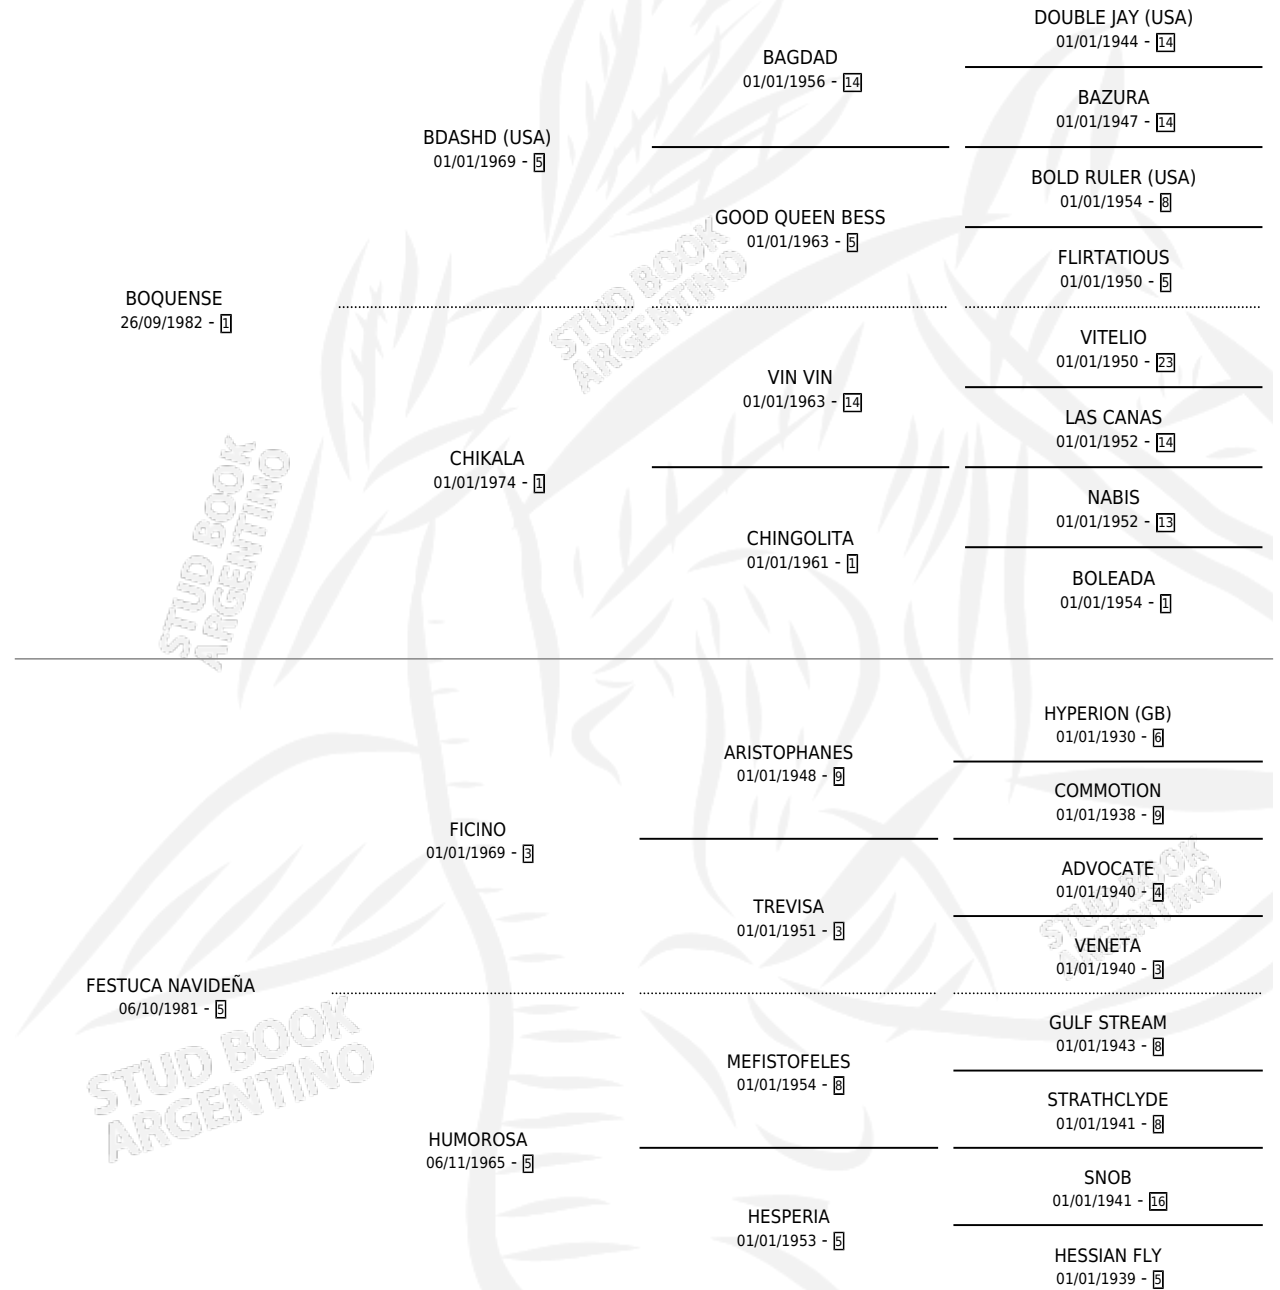 DOUBLE JAY (USA)
01/01/1944 - 14
BAGDAD
01/01/1956 - 14
BAZURA
01/01/1947 - 14
BDASHD (USA)
01/01/1969 - 5
BOLD RULER (USA)
01/01/1954 - 8
GOOD QUEEN BESS
01/01/1963 - 5
FLIRTATIOUS
01/01/1950 - 5
BOQUENSE
26/09/1982 - 1
VITELIO
01/01/1950 - 23
VIN VIN
01/01/1963 - 14
LAS CANAS
01/01/1952 - 14
CHIKALA
01/01/1974 - 1
NABIS
01/01/1952 - 13
CHINGOLITA
01/01/1961 - 1
BOLEADA
01/01/1954 - 1
HYPERION (GB)
01/01/1930 - 6
ARISTOPHANES
01/01/1948 - 9
COMMOTION
01/01/1938 - 9
FICINO
01/01/1969 - 3
ADVOCATE
01/01/1940 - 4
TREVISA
01/01/1951 - 3
VENETA
01/01/1940 - 3
FESTUCA NAVIDEÑA
06/10/1981 - 5
GULF STREAM
01/01/1943 - 8
MEFISTOFELES
01/01/1954 - 8
STRATHCLYDE
01/01/1941 - 8
HUMOROSA
06/11/1965 - 5
SNOB
01/01/1941 - 16
HESPERIA
01/01/1953 - 5
HESSIAN FLY
01/01/1939 - 5
STUD BOOK
ARGENTINO
STUD BOOK
ARGENTINO
STUD BOOK
ARGENTINO
STUD BOOK
ARGENTINO